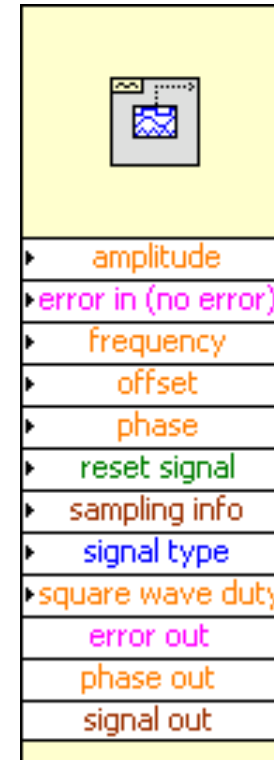 amplitude
error in (no error)
frequency
offset
phase
reset signal
sampling info
signal type
square wave duty
error out
phase out
signal out